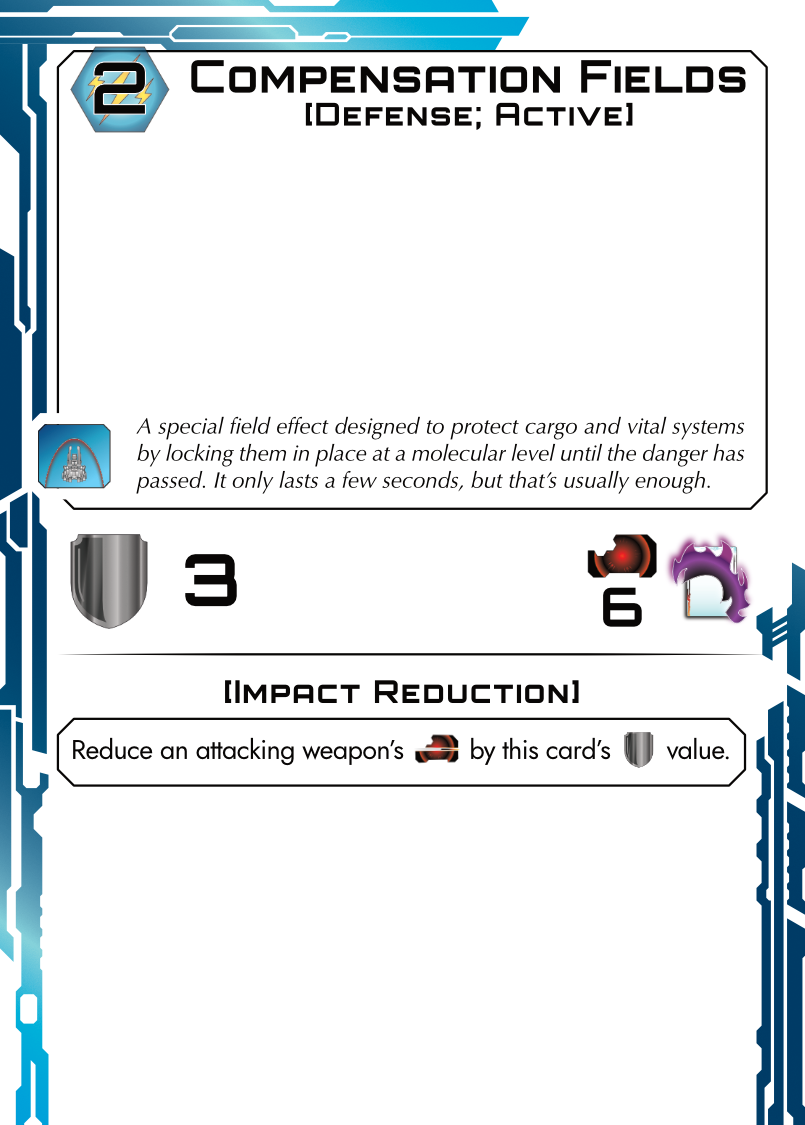 2
Compensation Fields
[Defense; Active]
A special field effect designed to protect cargo and vital systems
by locking them in place at a molecular level until the danger has
passed. It only lasts a few seconds, but that's usually enough.
3
6
[Impact Reduction]
Reduce an attacking weapon's by this card's value.